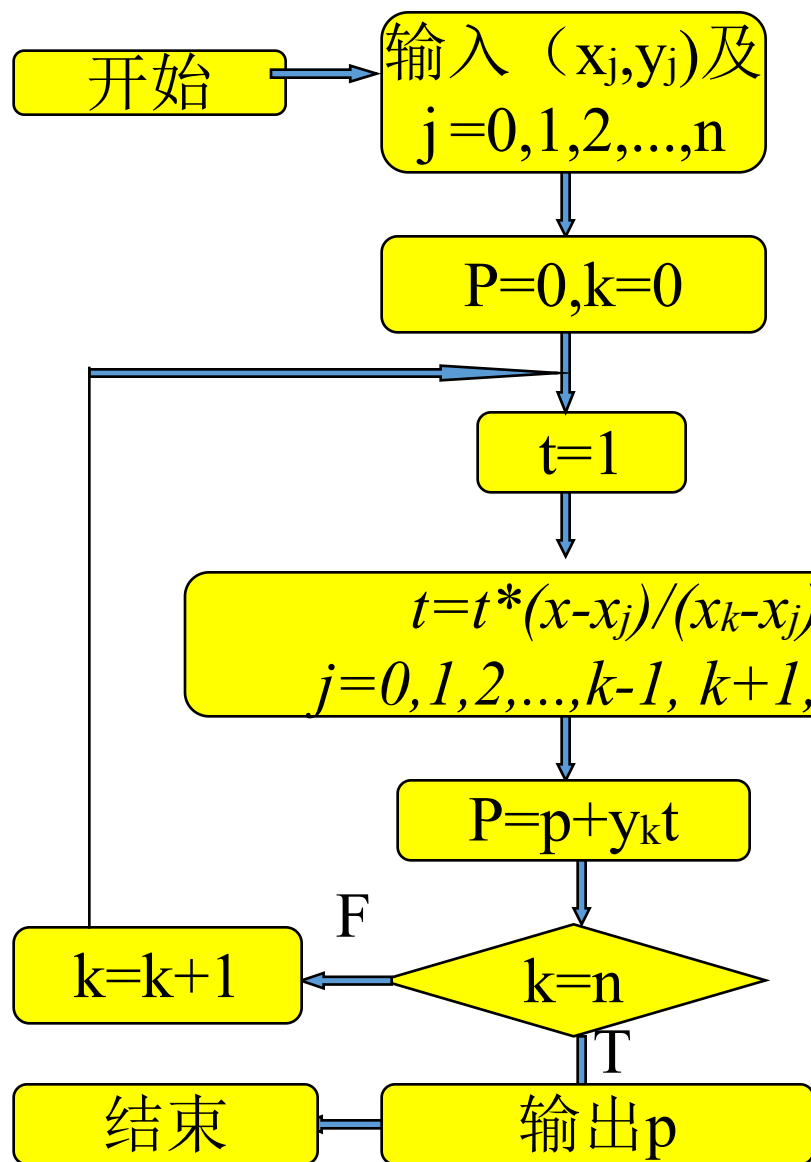 开始
输入（xj,yj)及
j =0,1,2,...,n
P=0,k=0
t=1
t=t*(x-xj)/(xk-xj)
j=0,1,2,...,k-1, k+1,
P=p+ykt
F
k=k+1
k=n
T
结束
输出p